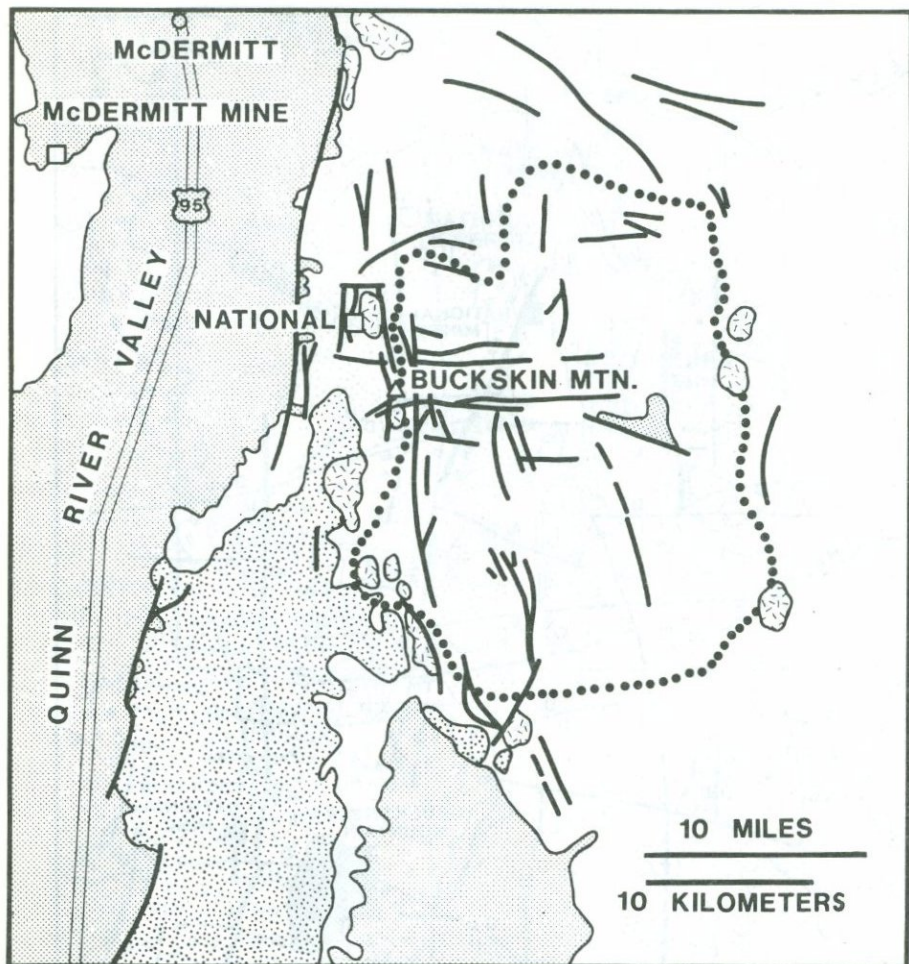 McDERMITT
McDERMITT MINE
95
QUINN RIVER VALLEY
NATIONAL
BUCKSKIN MTN.
10 MILES
10 KILOMETERS